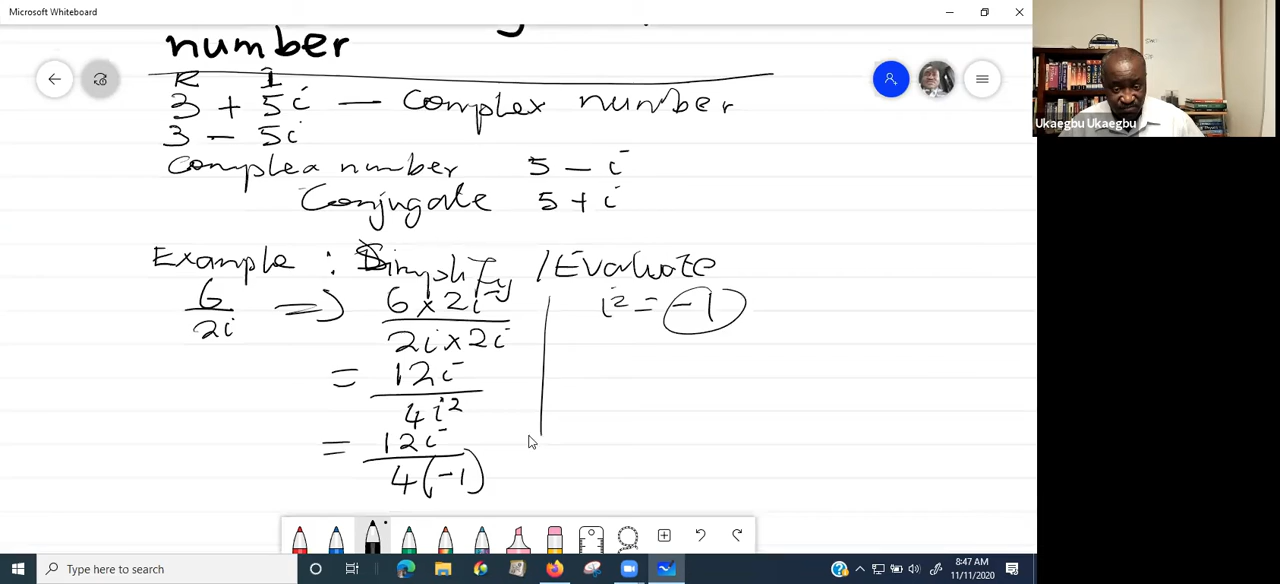 Microsoft Whiteboard
number
R I
3 + 5i — Complex number
3 - 5i
Complex number 5 - i
Conjugate 5 + i
Example : Simplify / Evaluate
6/2i => 6 x 2i / 2i x 2i
i² = -1
= 12i / 4i²
= 12i / 4(-1)
Ukaegbu Ukaegbu
Type here to search
8:47 AM
11/11/2020